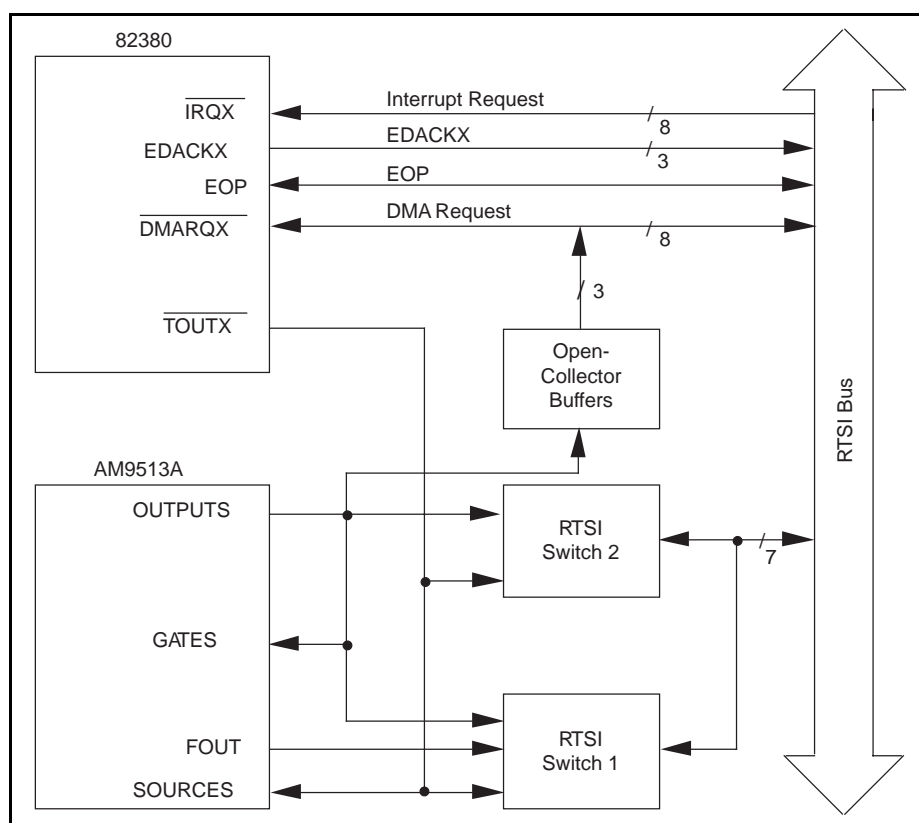 82380
IRQX
Interrupt Request
8
EDACKX
EDACKX
3
EOP
EOP
DMARQX
DMA Request
8
3
TOUTX
Open-
Collector
Buffers
RTSI Bus
AM9513A
OUTPUTS
RTSI
Switch 2
7
GATES
FOUT
RTSI
Switch 1
SOURCES